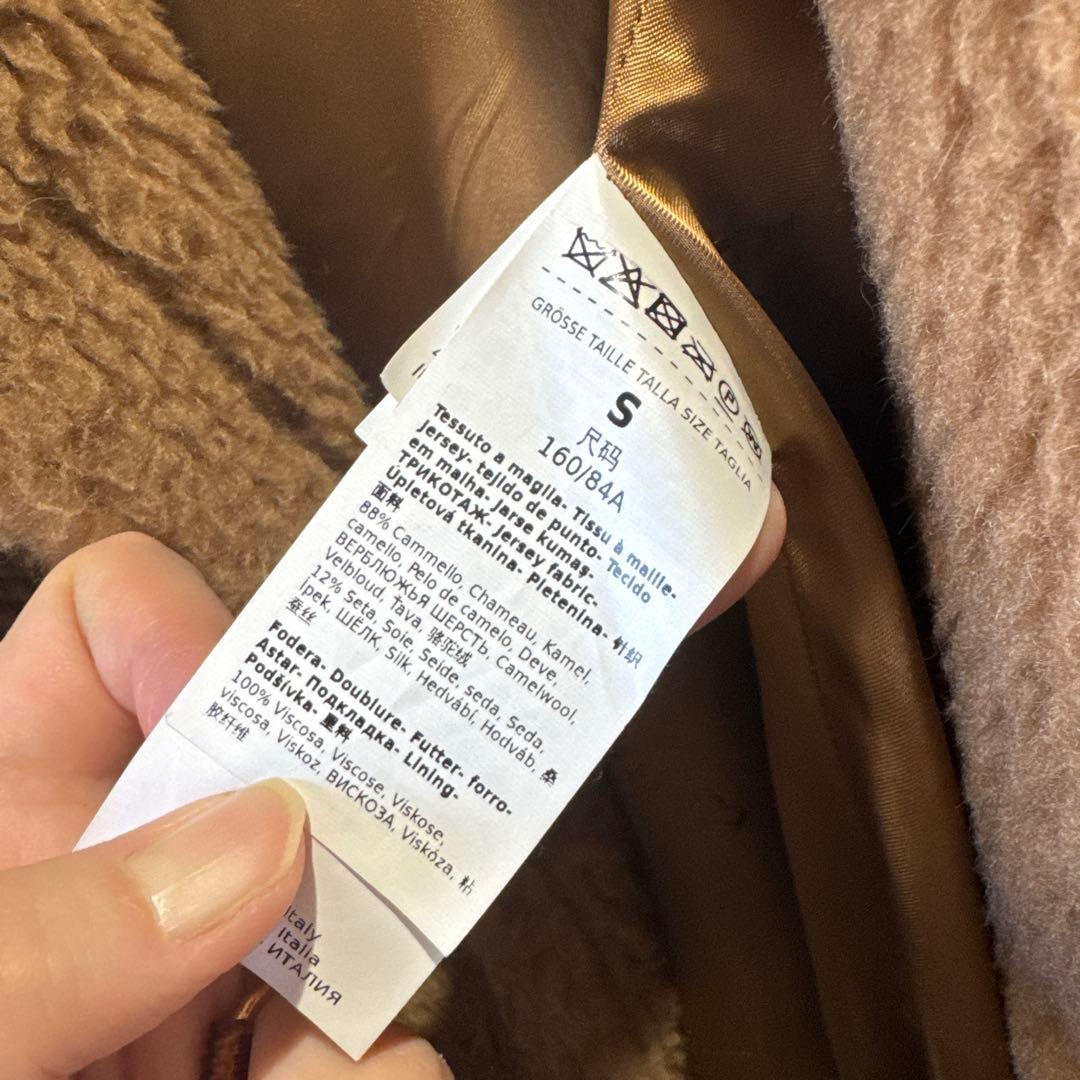 GRÖSSE TAILLE TALLA SIZE TAGLIA
S
尺码
160/84A
Tessuto a maglia- Tissu à maille-
Jersey- tejido de punto- Tecido
em malha- Jarse kumaş-
ТРИКОТАЖ- Jersey fabric-
Úpletová tkanina- Pletenina- 针织
面料
88% Cammello, Chameau, Kamel,
camello, Pelo de camelo, Deve,
ВЕРБЛЮЖЬЯ ШЕРСТЬ, Camelwool,
Velbloud, Ťava, 骆驼绒
12% Seta, Soie, Seide, seda, Seda,
İpek, ШЁЛК, Silk, Hedvábí, Hodváb, 桑
蚕丝
Fodera- Doublure- Futter- forro-
Astar- ПОДКЛАДКА- Lining-
Podšívka- 里料
100% Viscosa, Viscose, Viskose,
viscosa, Viskoz, ВИСКОЗА, Viskóza, 粘
胶纤维
Italy
Italia
ИТАЛИЯ